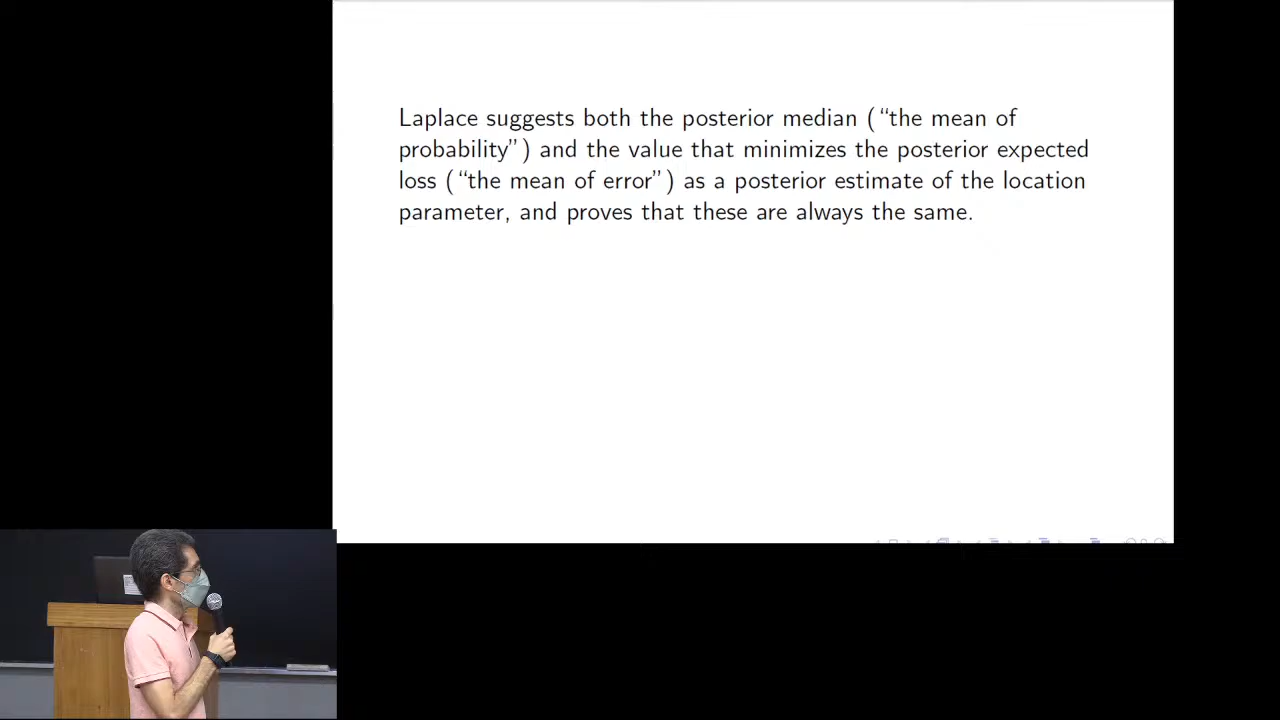 Laplace suggests both the posterior median (“the mean of
probability”) and the value that minimizes the posterior expected
loss (“the mean of error”) as a posterior estimate of the location
parameter, and proves that these are always the same.